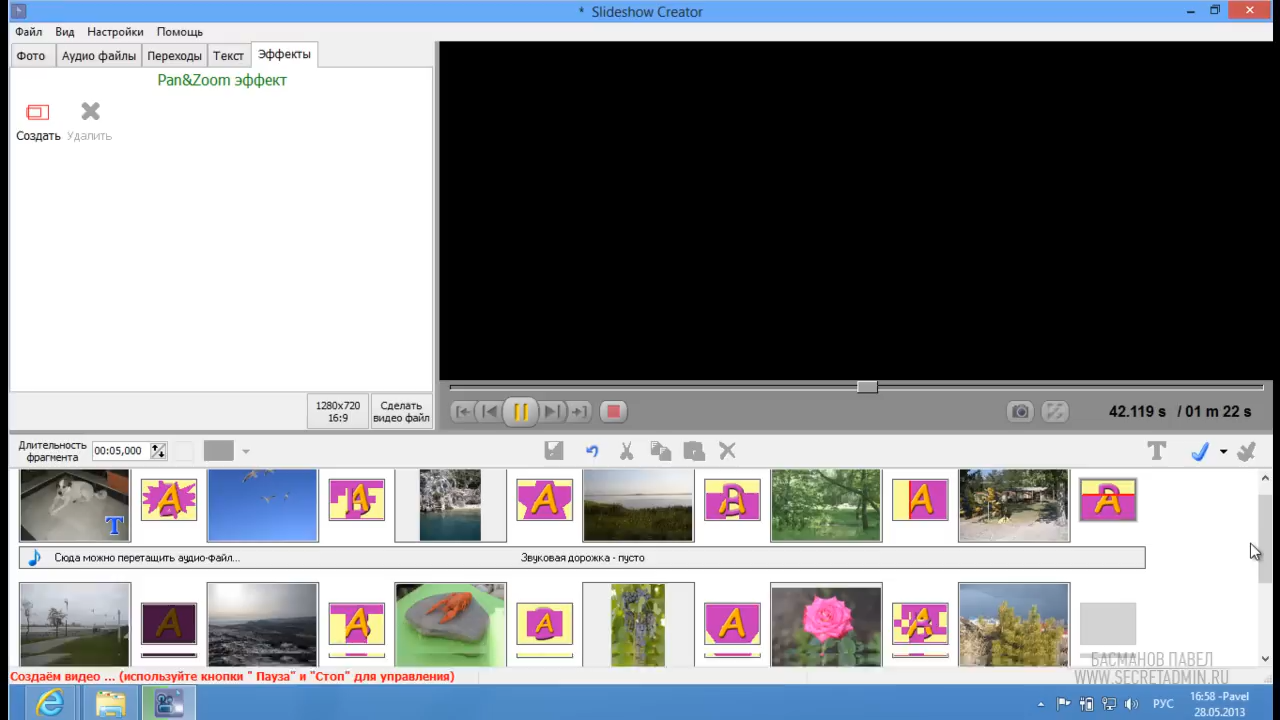 * Slideshow Creator
Файл Вид Настройки Помощь
Фото Аудио файлы Переходы Текст Эффекты
Pan&Zoom эффект
Создать Удалить
1280x720
16:9
Сделать
видео файл
42.119 s / 01 m 22 s
Длительность
фрагмента
00:05,000
T
A A A A A A
T
Сюда можно перетащить аудио-файл...
Звуковая дорожка - пусто
A A A A A
Создаём видео ... (используйте кнопки " Пауза" и "Стоп" для управления)
БАСМАНОВ ПАВЕЛ
WWW.SECRETADMIN.RU
РУС
16:58 -Pavel
28.05.2013